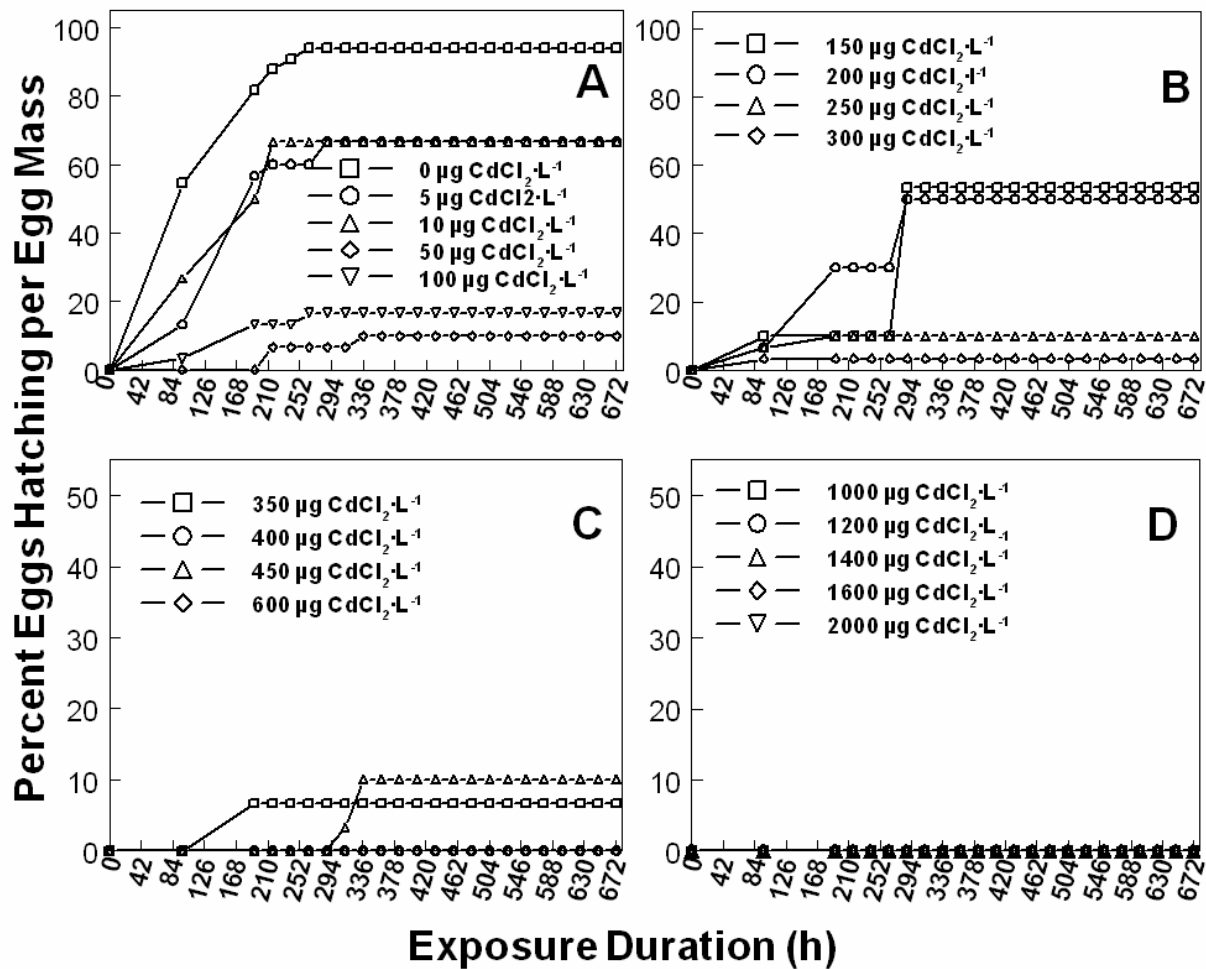 Percent Eggs Hatching per Egg Mass
100
80
60
40
20
0
A
0 µg CdCl₂·L⁻¹
5 µg CdCl2·L⁻¹
10 µg CdCl₂·L⁻¹
50 µg CdCl₂·L⁻¹
100 µg CdCl₂·L⁻¹
0 42 84 126 168 210 252 294 336 378 420 462 504 546 588 630 672
100
80
60
40
20
0
B
150 µg CdCl₂·L⁻¹
200 µg CdCl₂·l⁻¹
250 µg CdCl₂·L⁻¹
300 µg CdCl₂·L⁻¹
0 42 84 126 168 210 252 294 336 378 420 462 504 546 588 630 672
50
40
30
20
10
0
C
350 µg CdCl₂·L⁻¹
400 µg CdCl₂·L⁻¹
450 µg CdCl₂·L⁻¹
600 µg CdCl₂·L⁻¹
0 42 84 126 168 210 252 294 336 378 420 462 504 546 588 630 672
50
40
30
20
10
0
D
1000 µg CdCl₂·L⁻¹
1200 µg CdCl₂·L₋₁
1400 µg CdCl₂·L⁻¹
1600 µg CdCl₂·L⁻¹
2000 µg CdCl₂·L⁻¹
0 42 84 126 168 210 252 294 336 378 420 462 504 546 588 630 672
Exposure Duration (h)